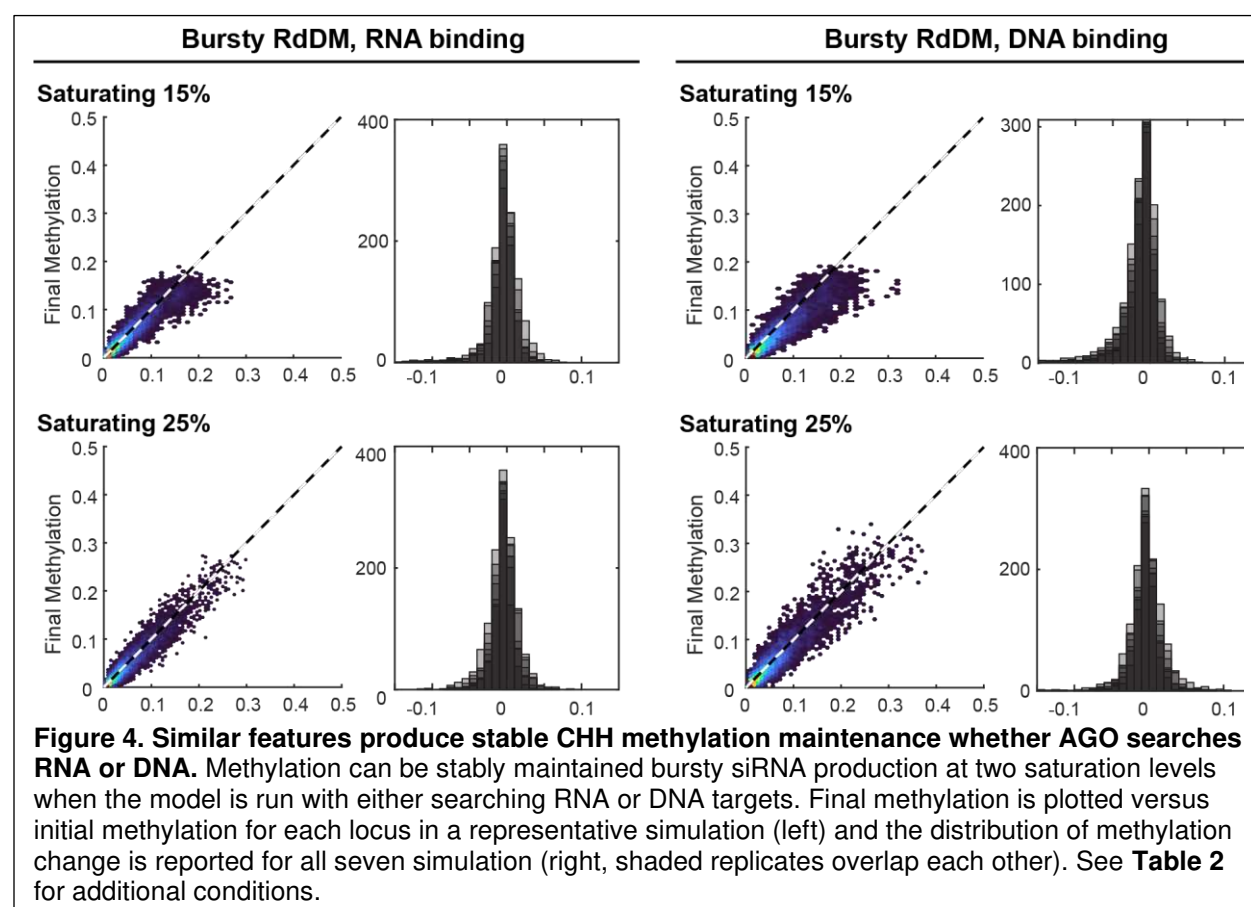 Bursty RdDM, RNA binding
Saturating 15%
0.5
0.4
0.3
0.2
0.1
0
Final Methylation
0 0.1 0.2 0.3 0.4 0.5
400
200
0
-0.1 0 0.1
Saturating 25%
0.5
0.4
0.3
0.2
0.1
0
Final Methylation
0 0.1 0.2 0.3 0.4 0.5
400
200
0
-0.1 0 0.1
Bursty RdDM, DNA binding
Saturating 15%
0.5
0.4
0.3
0.2
0.1
0
Final Methylation
0 0.1 0.2 0.3 0.4 0.5
300
200
100
0
-0.1 0 0.1
Saturating 25%
0.5
0.4
0.3
0.2
0.1
0
Final Methylation
0 0.1 0.2 0.3 0.4 0.5
400
200
0
-0.1 0 0.1
Figure 4. Similar features produce stable CHH methylation maintenance whether AGO searches
RNA or DNA. Methylation can be stably maintained bursty siRNA production at two saturation levels
when the model is run with either searching RNA or DNA targets. Final methylation is plotted versus
initial methylation for each locus in a representative simulation (left) and the distribution of methylation
change is reported for all seven simulation (right, shaded replicates overlap each other). See Table 2
for additional conditions.